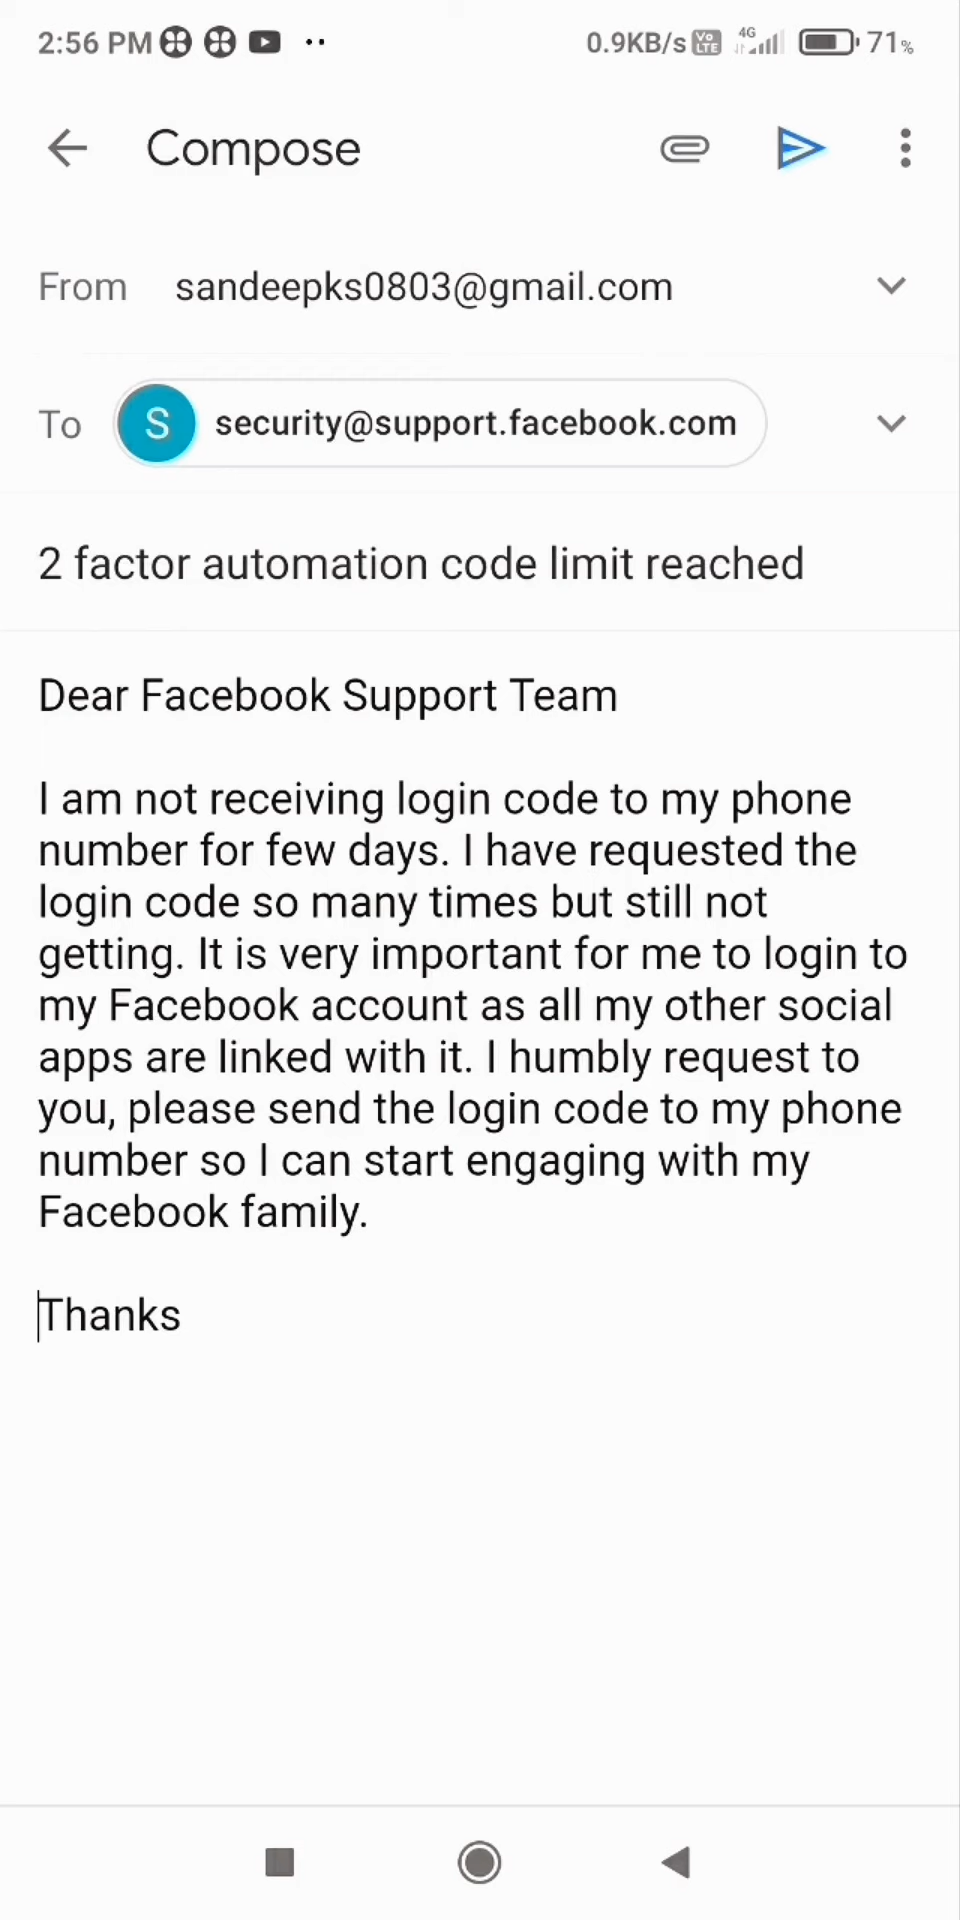 2:56 PM 0.9KB/s Vo LTE 4G 71%
Compose
From sandeepks0803@gmail.com
To S security@support.facebook.com
2 factor automation code limit reached
Dear Facebook Support Team
I am not receiving login code to my phone
number for few days. I have requested the
login code so many times but still not
getting. It is very important for me to login to
my Facebook account as all my other social
apps are linked with it. I humbly request to
you, please send the login code to my phone
number so I can start engaging with my
Facebook family.
Thanks